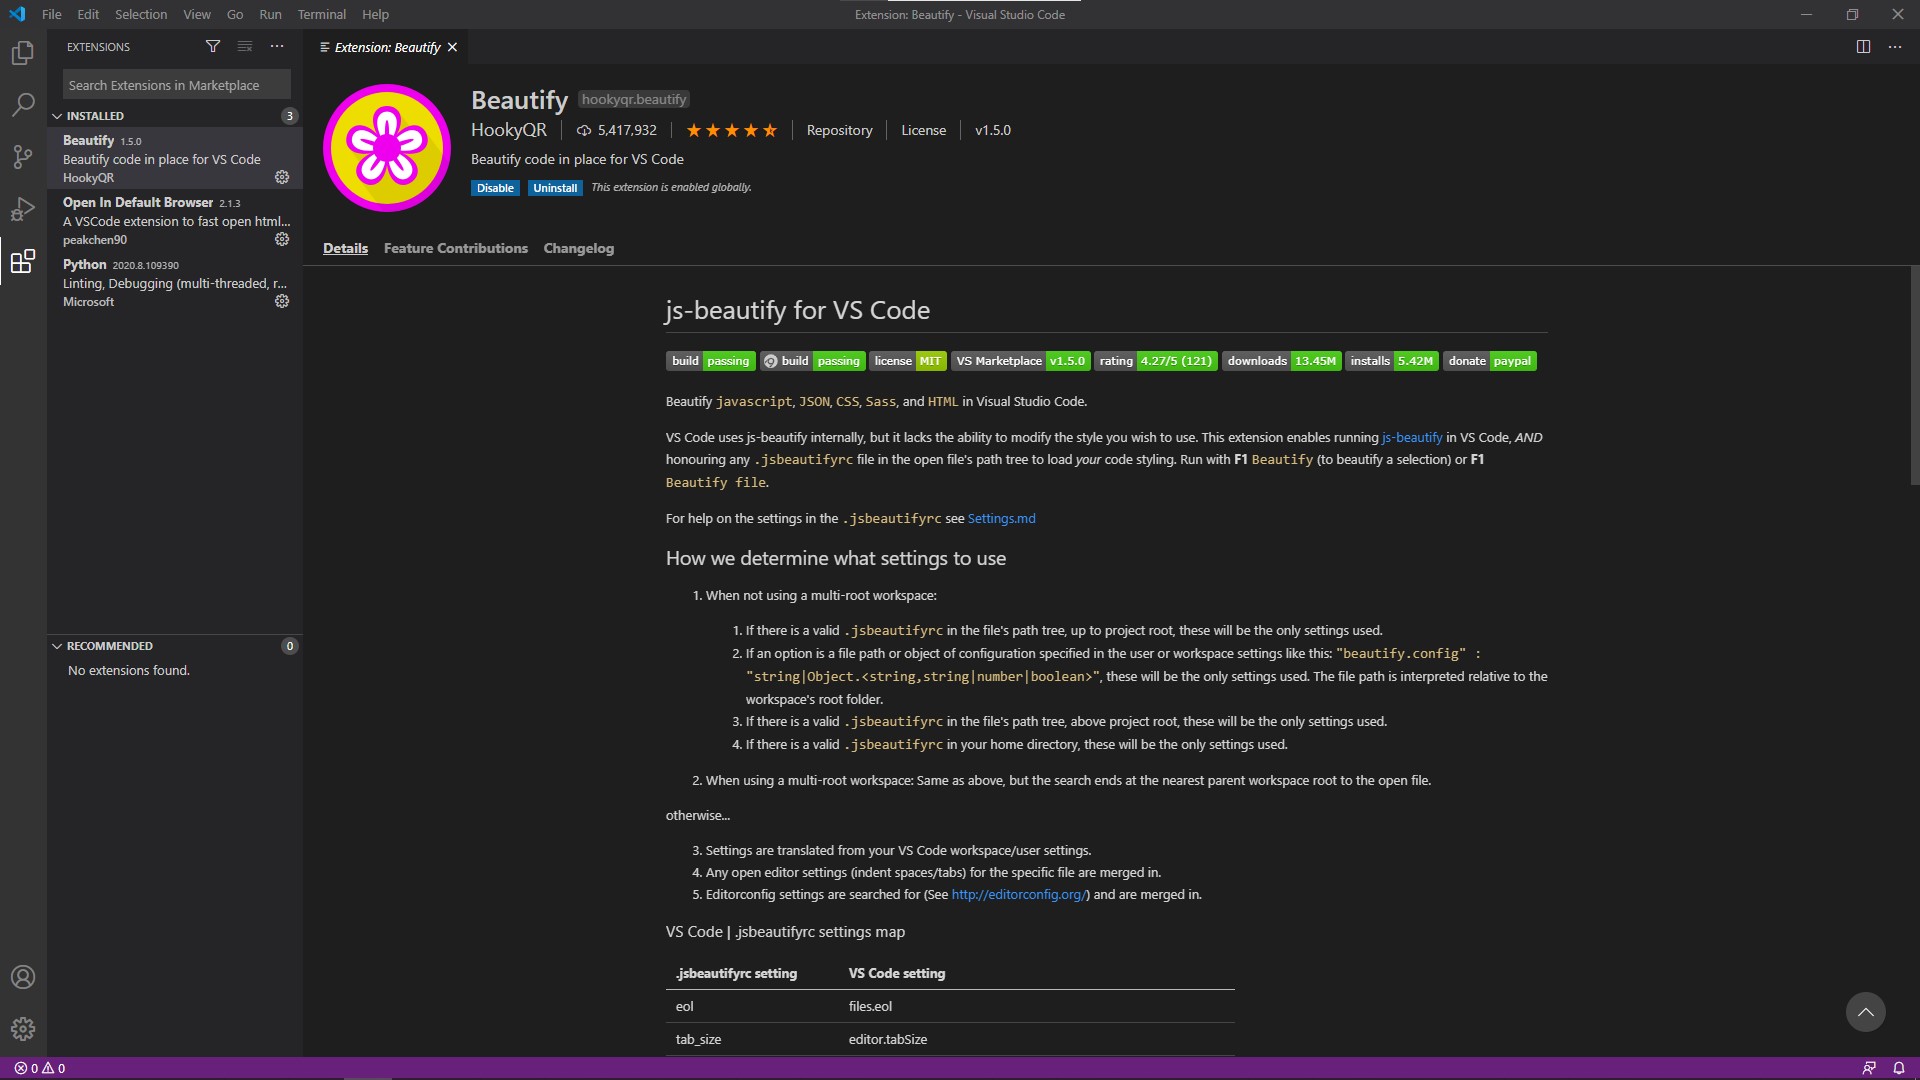 File Edit Selection View Go Run Terminal Help
Extension: Beautify - Visual Studio Code
EXTENSIONS
Search Extensions in Marketplace
INSTALLED 3
Beautify 1.5.0
Beautify code in place for VS Code
HookyQR
Open In Default Browser 2.1.3
A VSCode extension to fast open html...
peakchen90
Python 2020.8.109390
Linting, Debugging (multi-threaded, r...
Microsoft
RECOMMENDED 0
No extensions found.
Extension: Beautify
Beautify hookyqr.beautify
HookyQR 5,417,932 Repository License v1.5.0
Beautify code in place for VS Code
Disable Uninstall This extension is enabled globally.
Details Feature Contributions Changelog
js-beautify for VS Code
build passing build passing license MIT VS Marketplace v1.5.0 rating 4.27/5 (121) downloads 13.45M installs 5.42M donate paypal
Beautify javascript, JSON, CSS, Sass, and HTML in Visual Studio Code.
VS Code uses js-beautify internally, but it lacks the ability to modify the style you wish to use. This extension enables running js-beautify in VS Code, AND
honouring any .jsbeautifyrc file in the open file's path tree to load your code styling. Run with F1 Beautify (to beautify a selection) or F1
Beautify file.
For help on the settings in the .jsbeautifyrc see Settings.md
How we determine what settings to use
1. When not using a multi-root workspace:
1. If there is a valid .jsbeautifyrc in the file's path tree, up to project root, these will be the only settings used.
2. If an option is a file path or object of configuration specified in the user or workspace settings like this: "beautify.config" :
"string|Object.<string,string|number|boolean>", these will be the only settings used. The file path is interpreted relative to the
workspace's root folder.
3. If there is a valid .jsbeautifyrc in the file's path tree, above project root, these will be the only settings used.
4. If there is a valid .jsbeautifyrc in your home directory, these will be the only settings used.
2. When using a multi-root workspace: Same as above, but the search ends at the nearest parent workspace root to the open file.
otherwise...
3. Settings are translated from your VS Code workspace/user settings.
4. Any open editor settings (indent spaces/tabs) for the specific file are merged in.
5. Editorconfig settings are searched for (See http://editorconfig.org/) and are merged in.
VS Code | .jsbeautifyrc settings map
.jsbeautifyrc setting VS Code setting
eol files.eol
tab_size editor.tabSize
0 0